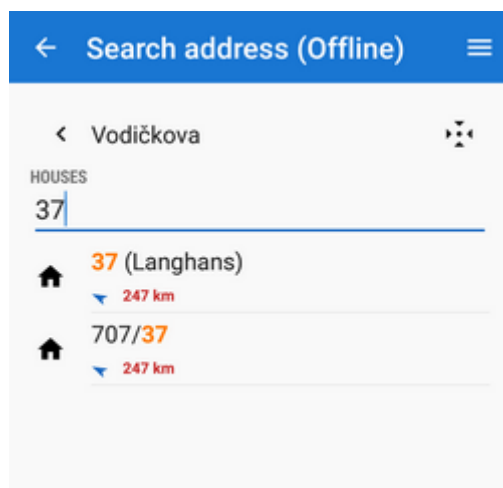 Search address (Offline)
Vodičkova
HOUSES
37
37 (Langhans)
247 km
707/37
247 km